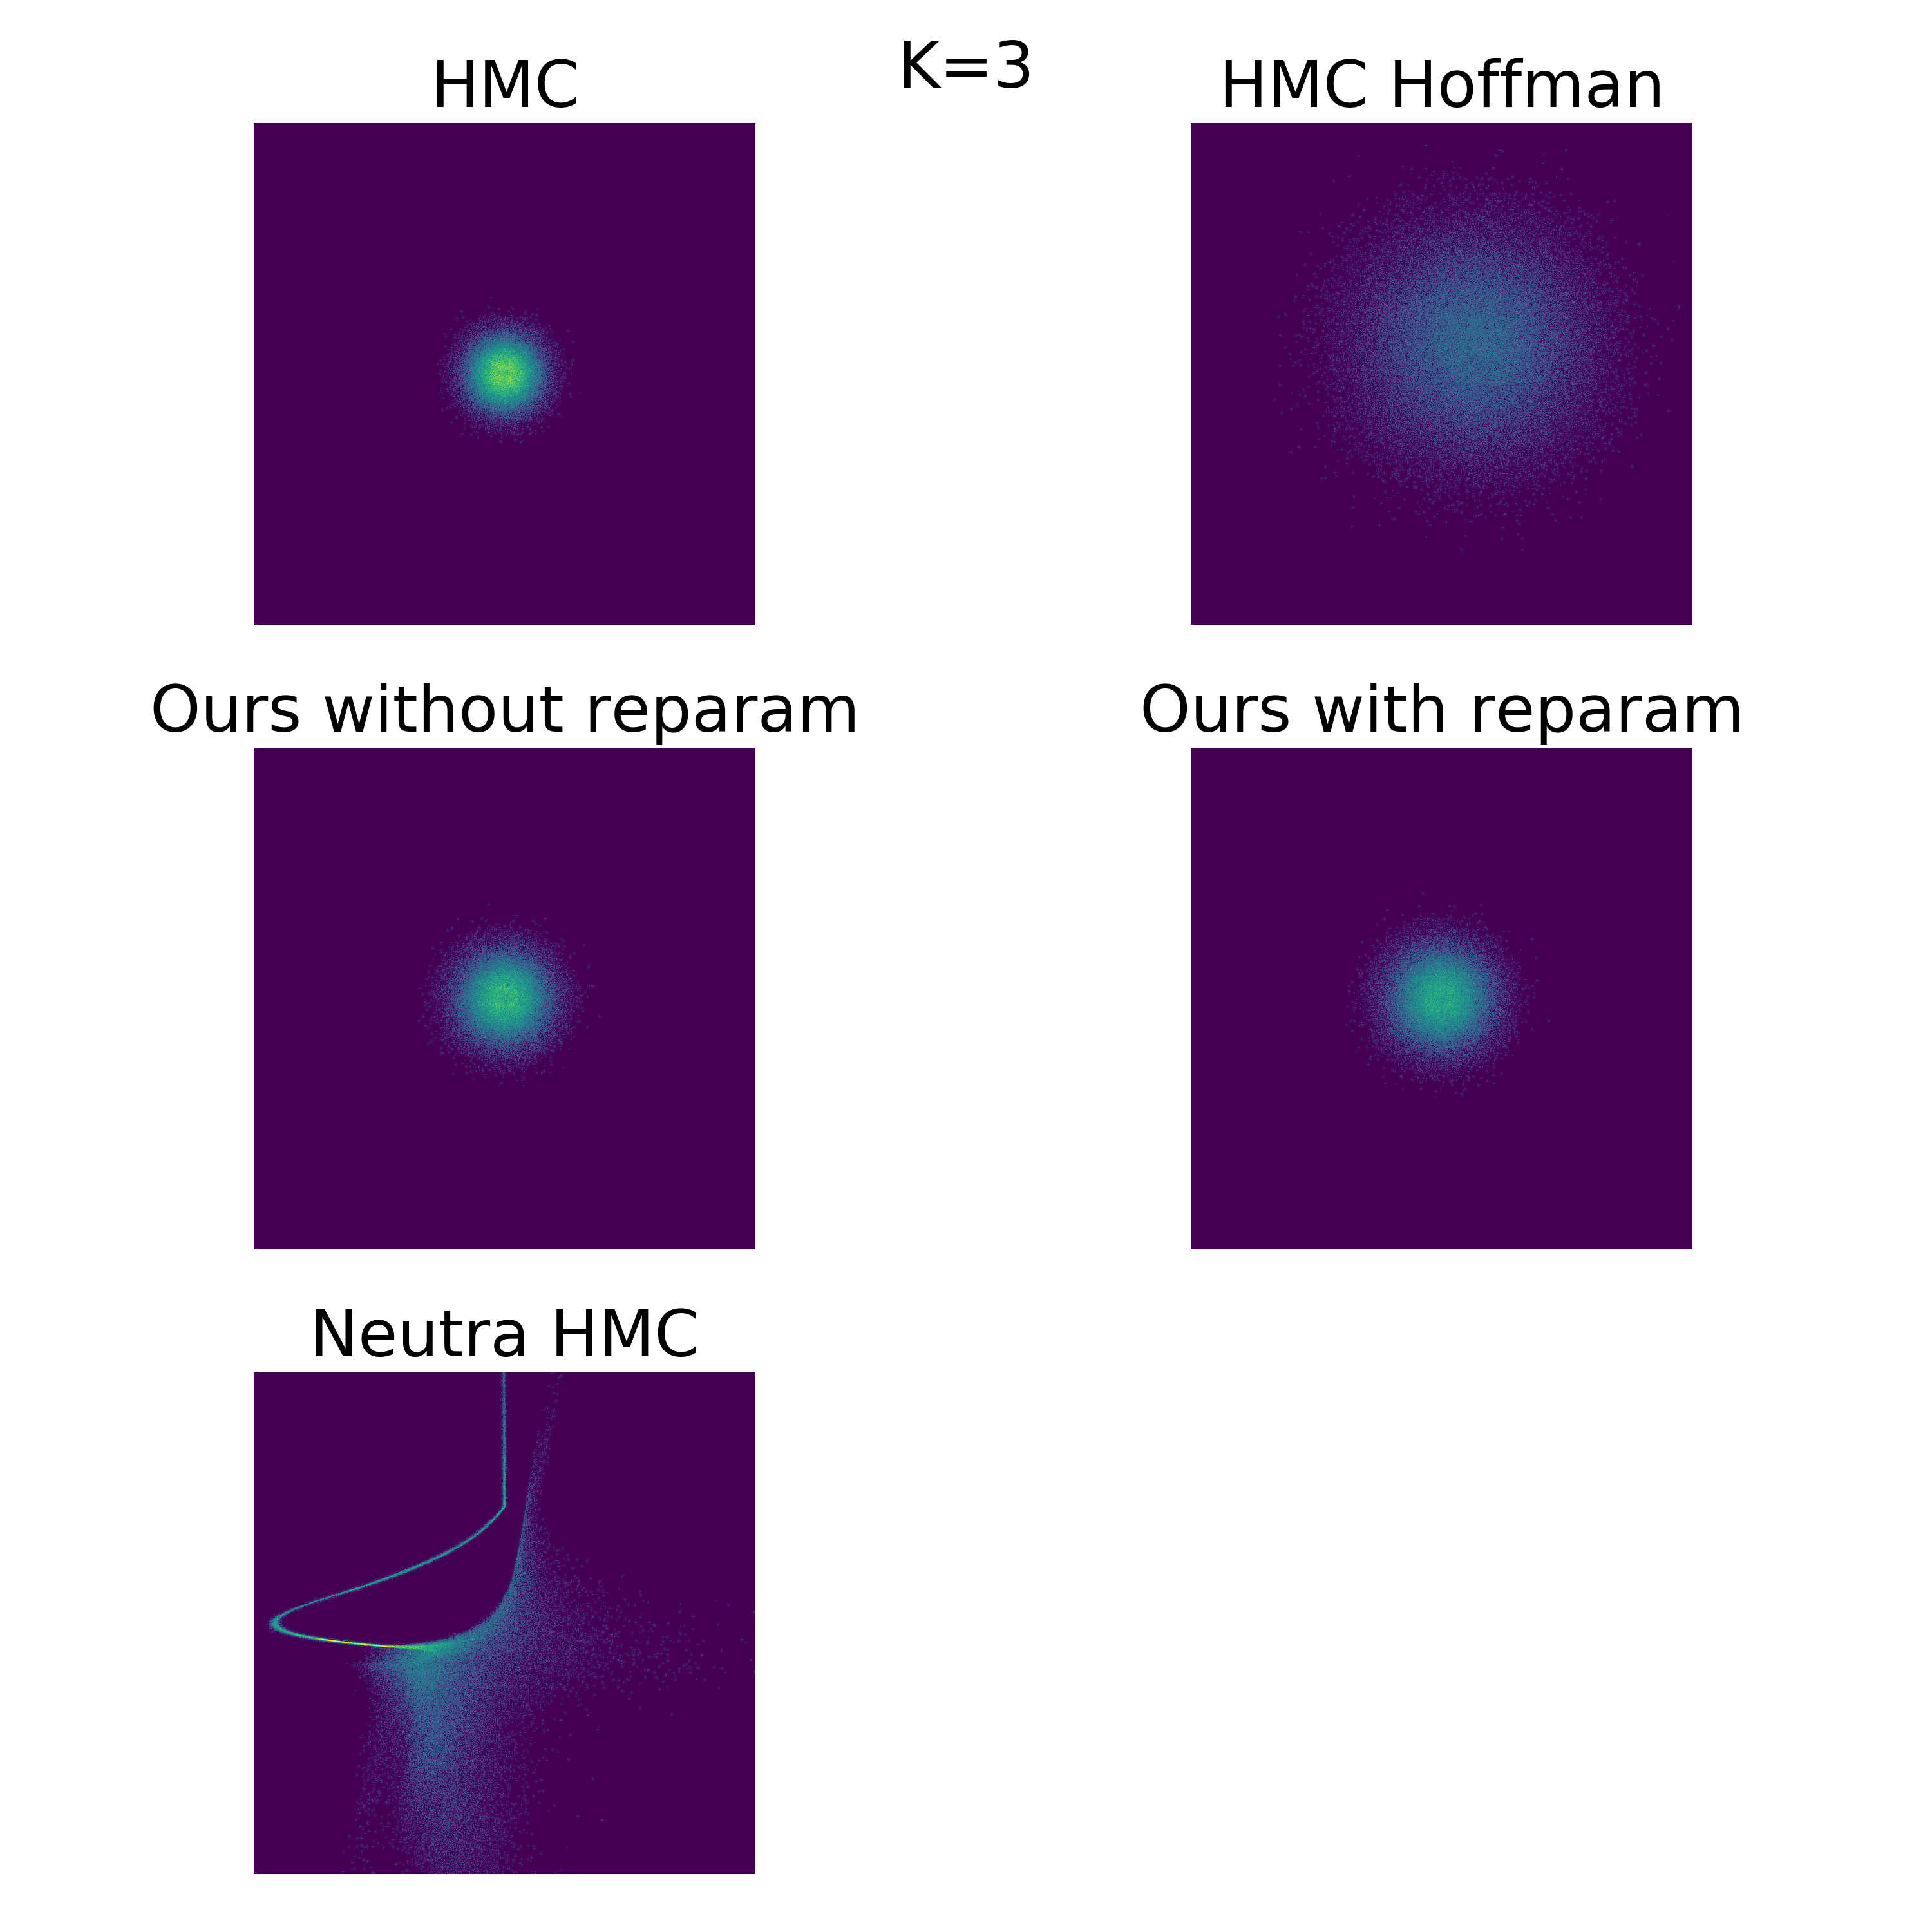 K=3
HMC
HMC Hoffman
Ours without reparam
Ours with reparam
Neutra HMC